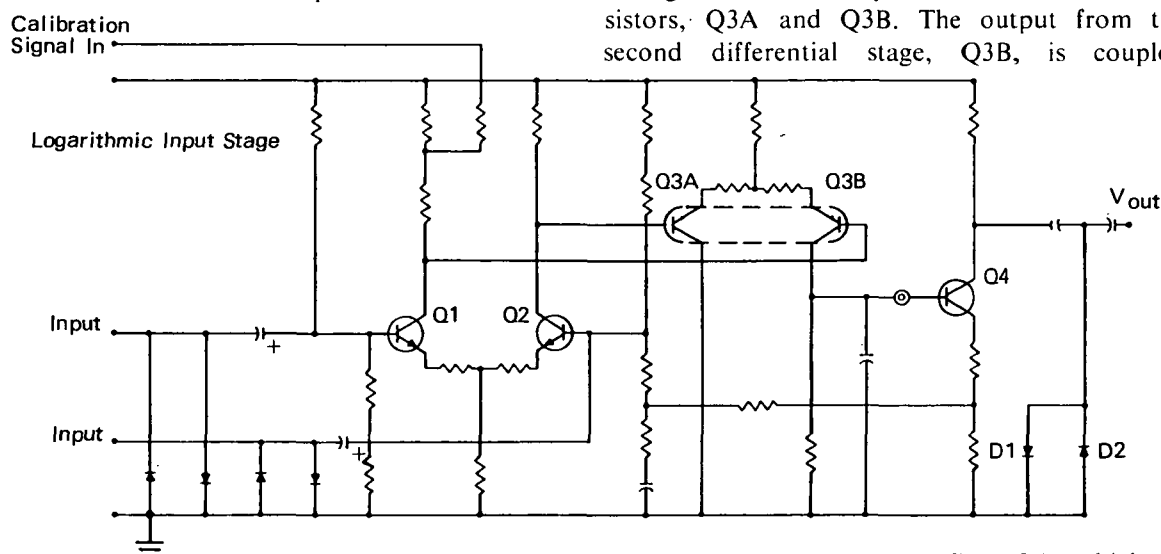 sistors, Q3A and Q3B. The output from t
second differential stage, Q3B, is couple
Calibration
Signal In
Logarithmic Input Stage
Q3A
Q3B
Vout
Q4
Input
Q1
Q2
+
Input
+
D1
D2